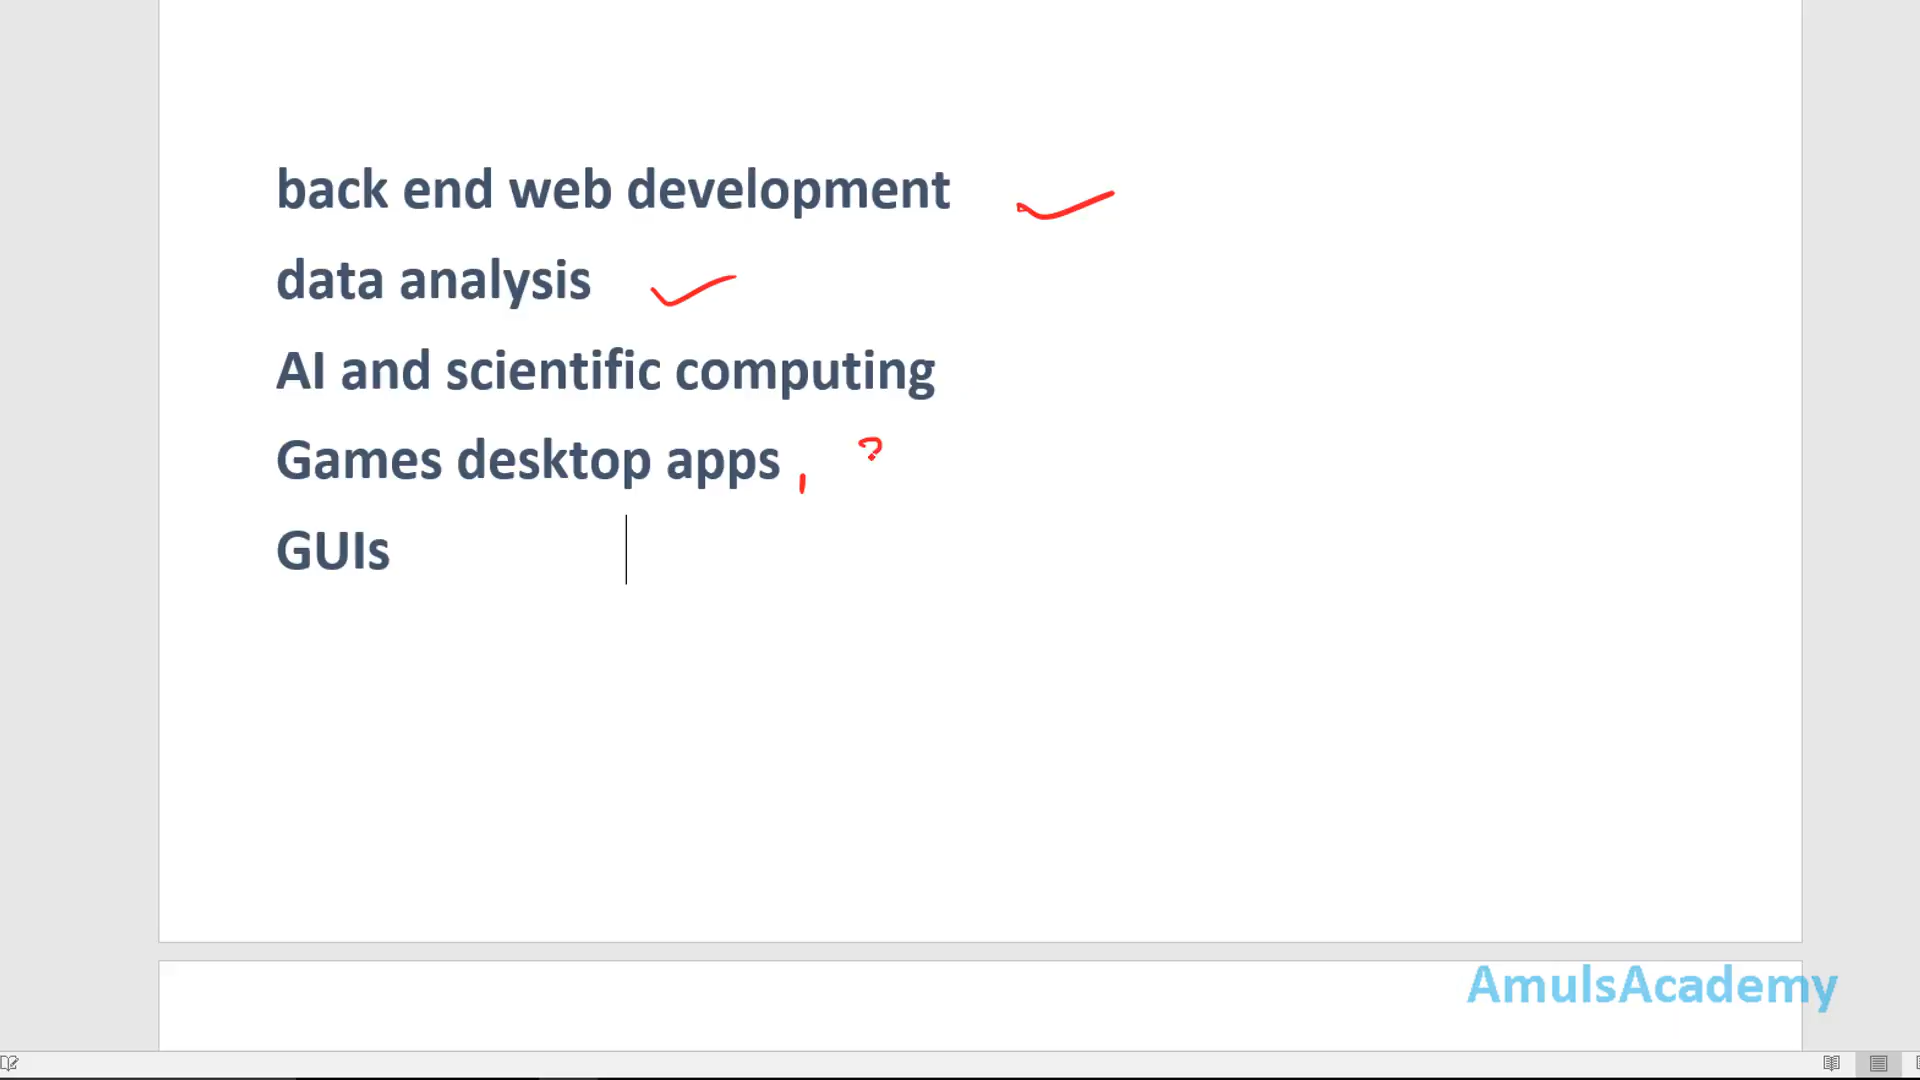 back end web development
data analysis
AI and scientific computing
Games desktop apps , ?
GUIs
AmulsAcademy